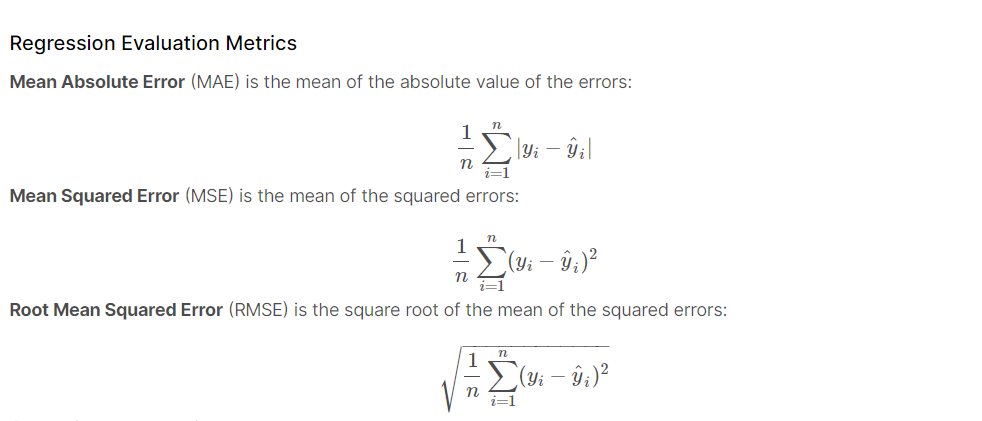 Regression Evaluation Metrics
Mean Absolute Error (MAE) is the mean of the absolute value of the errors:
$\frac{1}{n}\sum_{i=1}^{n}|y_i-\hat{y}_i|$
Mean Squared Error (MSE) is the mean of the squared errors:
$\frac{1}{n}\sum_{i=1}^{n}(y_i-\hat{y}_i)^2$
Root Mean Squared Error (RMSE) is the square root of the mean of the squared errors:
$\sqrt{\frac{1}{n}\sum_{i=1}^{n}(y_i-\hat{y}_i)^2}$